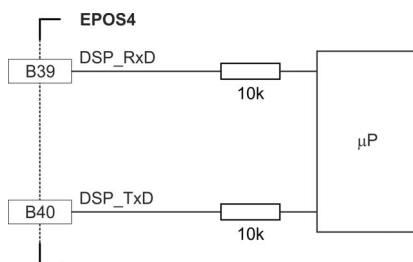 EPOS4
DSP_RxD
B39
10k
µP
DSP_TxD
B40
10k